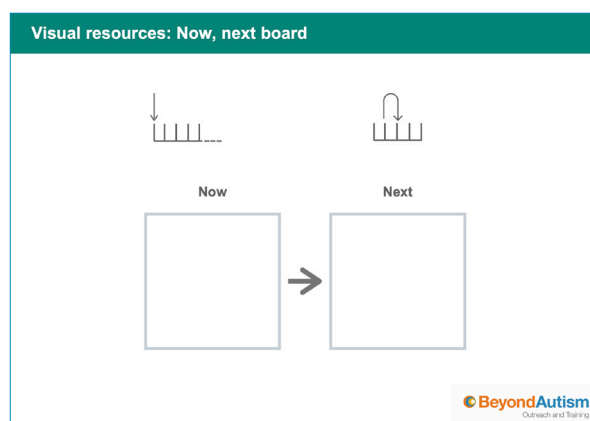 Visual resources: Now, next board
Now
Next
BeyondAutism
Outreach and Training